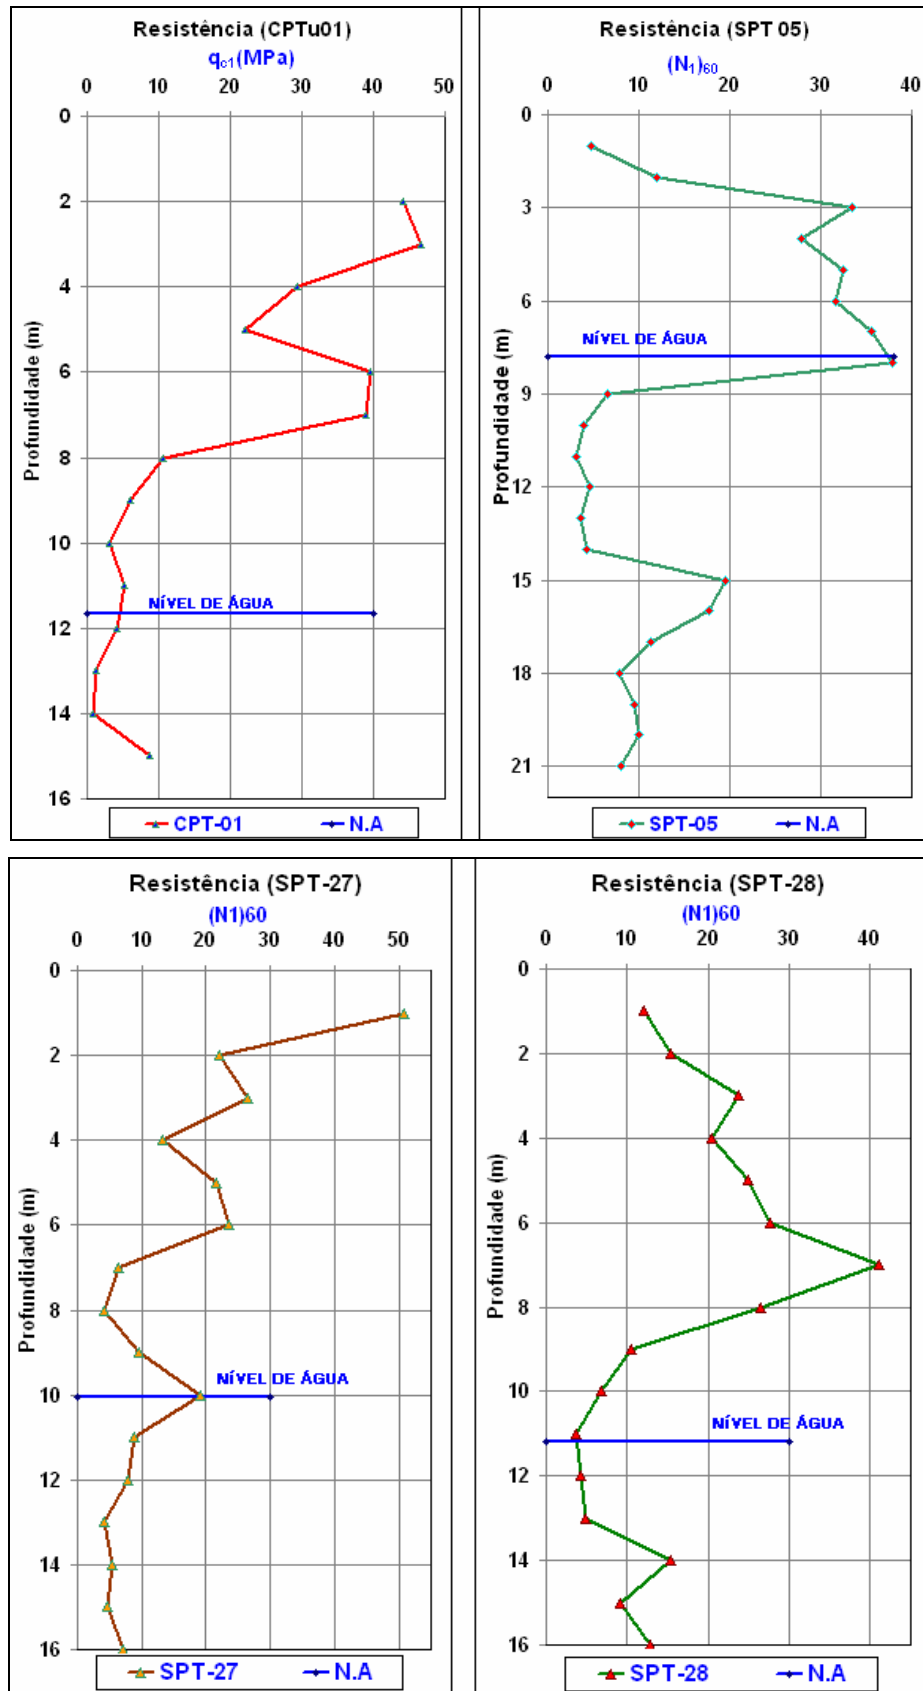 Resistência (CPTu01)
qc1(MPa)
0 10 20 30 40 50
0
2
4
6
8
10
12
14
16
Profundidade (m)
NÍVEL DE ÁGUA
CPT-01 N.A
Resistência (SPT 05)
(N1)60
0 10 20 30 40
0
3
6
9
12
15
18
21
Profundidade (m)
NÍVEL DE ÁGUA
SPT-05 N.A
Resistência (SPT-27)
(N1)60
0 10 20 30 40 50
0
2
4
6
8
10
12
14
16
Profundidade (m)
NÍVEL DE ÁGUA
SPT-27 N.A
Resistência (SPT-28)
(N1)60
0 10 20 30 40
0
2
4
6
8
10
12
14
16
Profundidade (m)
NÍVEL DE ÁGUA
SPT-28 N.A